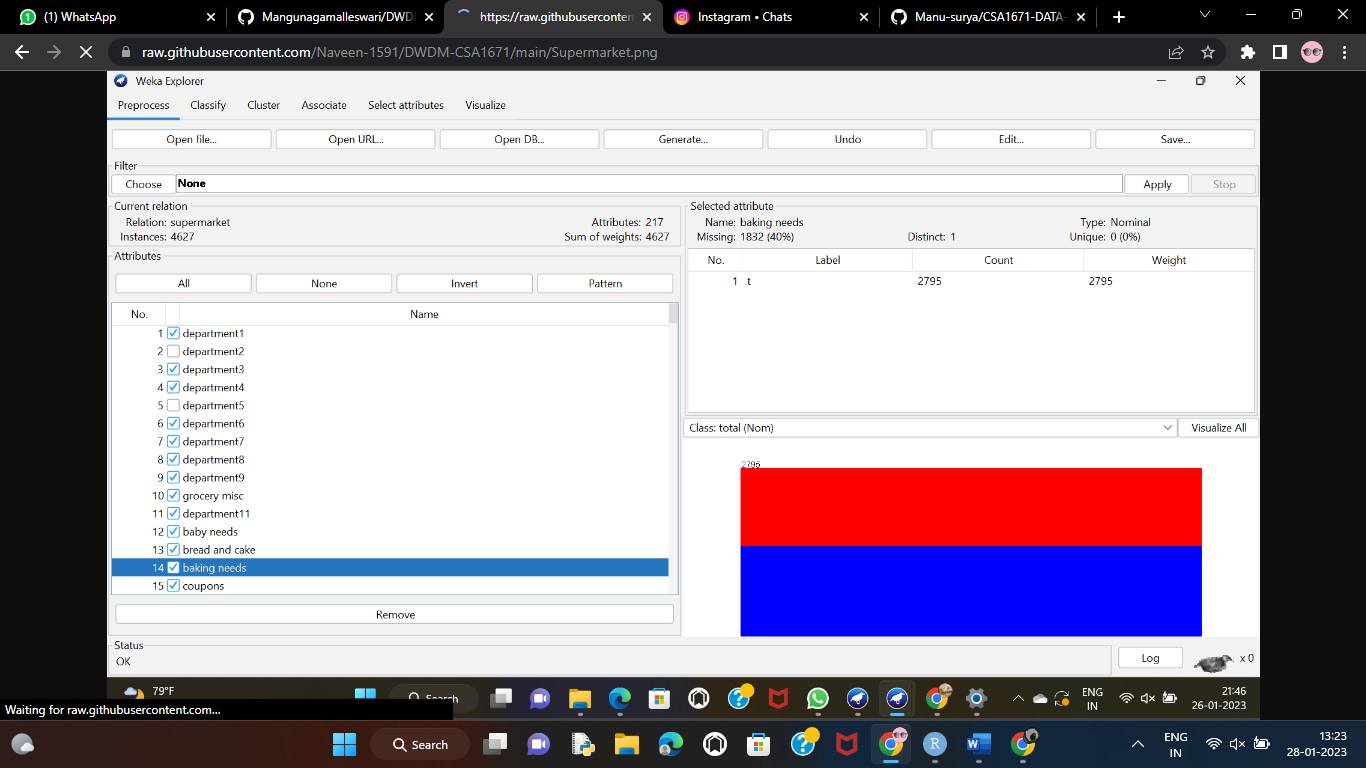 (1) WhatsApp
Mangunagamalleswari/DWD
https://raw.githubusercontent
Instagram • Chats
Manu-surya/CSA1671-DATA-
raw.githubusercontent.com/Naveen-1591/DWDM-CSA1671/main/Supermarket.png
Weka Explorer
Preprocess Classify Cluster Associate Select attributes Visualize
Open file... Open URL... Open DB... Generate... Undo Edit... Save...
Filter
Choose None Apply Stop
Current relation
Relation: supermarket Attributes: 217
Instances: 4627 Sum of weights: 4627
Selected attribute
Name: baking needs Type: Nominal
Missing: 1832 (40%) Distinct: 1 Unique: 0 (0%)
No. Label Count Weight
1 t 2795 2795
Attributes
All None Invert Pattern
No. Name
1 department1
2 department2
3 department3
4 department4
5 department5
6 department6
7 department7
8 department8
9 department9
10 grocery misc
11 department11
12 baby needs
13 bread and cake
14 baking needs
15 coupons
Remove
Class: total (Nom) Visualize All
2795
Status
OK
Log x 0
79°F
Search
ENG
IN
21:46
26-01-2023
Waiting for raw.githubusercontent.com...
Search
ENG
IN
13:23
28-01-2023